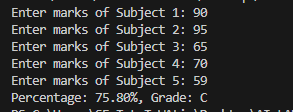 Enter marks of Subject 1: 90
Enter marks of Subject 2: 95
Enter marks of Subject 3: 65
Enter marks of Subject 4: 70
Enter marks of Subject 5: 59
Percentage: 75.80%, Grade: C